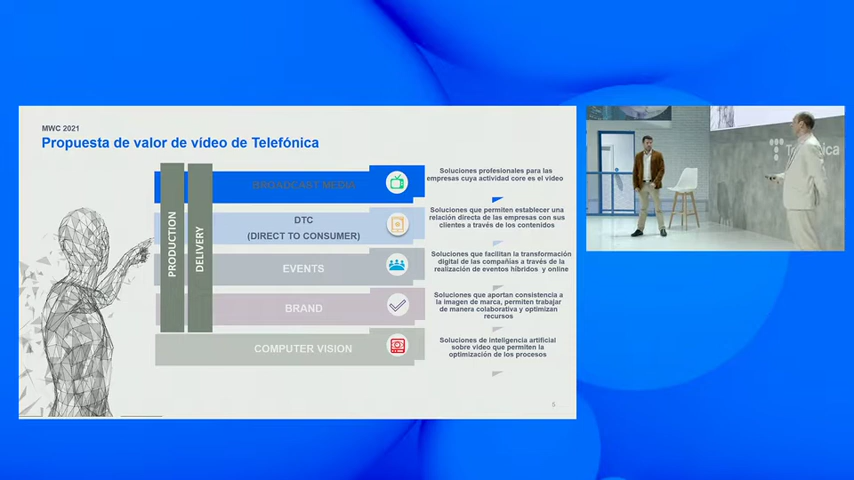 MWC 2021
Propuesta de valor de vídeo de Telefónica
PRODUCTION
DELIVERY
BROADCAST MEDIA
Soluciones profesionales para las
empresas cuya actividad core es el video
DTC
(DIRECT TO CONSUMER)
Soluciones que permiten establecer una
relación directa de las empresas con sus
clientes a través de los contenidos
EVENTS
Soluciones que facilitan la transformación
digital de las compañías a través de la
realización de eventos híbridos y online
BRAND
Soluciones que aportan consistencia a
la imagen de marca, permiten trabajar
de manera colaborativa y optimizan
recursos
COMPUTER VISION
Soluciones de inteligencia artificial
sobre video que permiten la
optimización de los procesos
5